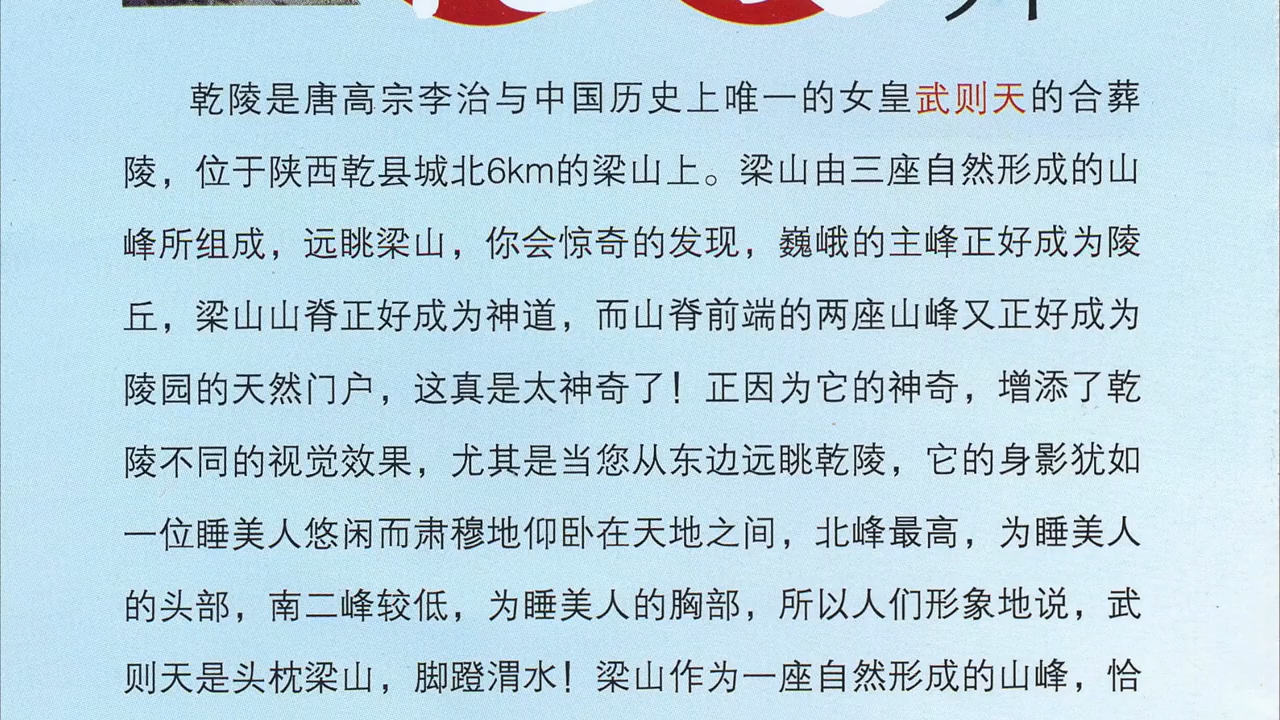 乾陵是唐高宗李治与中国历史上唯一的女皇武则天的合葬
陵，位于陕西乾县城北6km的梁山上。梁山由三座自然形成的山
峰所组成，远眺梁山，你会惊奇的发现，巍峨的主峰正好成为陵
丘，梁山山脊正好成为神道，而山脊前端的两座山峰又正好成为
陵园的天然门户，这真是太神奇了！正因为它的神奇，增添了乾
陵不同的视觉效果，尤其是当您从东边远眺乾陵，它的身影犹如
一位睡美人悠闲而肃穆地仰卧在天地之间，北峰最高，为睡美人
的头部，南二峰较低，为睡美人的胸部，所以人们形象地说，武
则天是头枕梁山，脚蹬渭水！梁山作为一座自然形成的山峰，恰